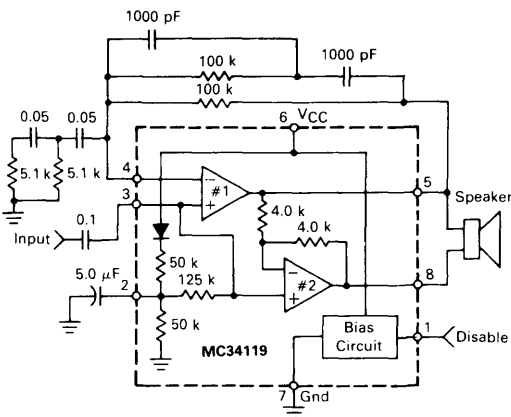 1000 pF
1000 pF
100 k
100 k
6 VCC
0.05 0.05
5.1 k
5.1 k
4
3
#1
5
Speaker
4.0 k
4.0 k
0.1
Input
50 k
5.0 µF
125 k
2
#2
8
50 k
Bias
Circuit
1
Disable
MC34119
7 Gnd